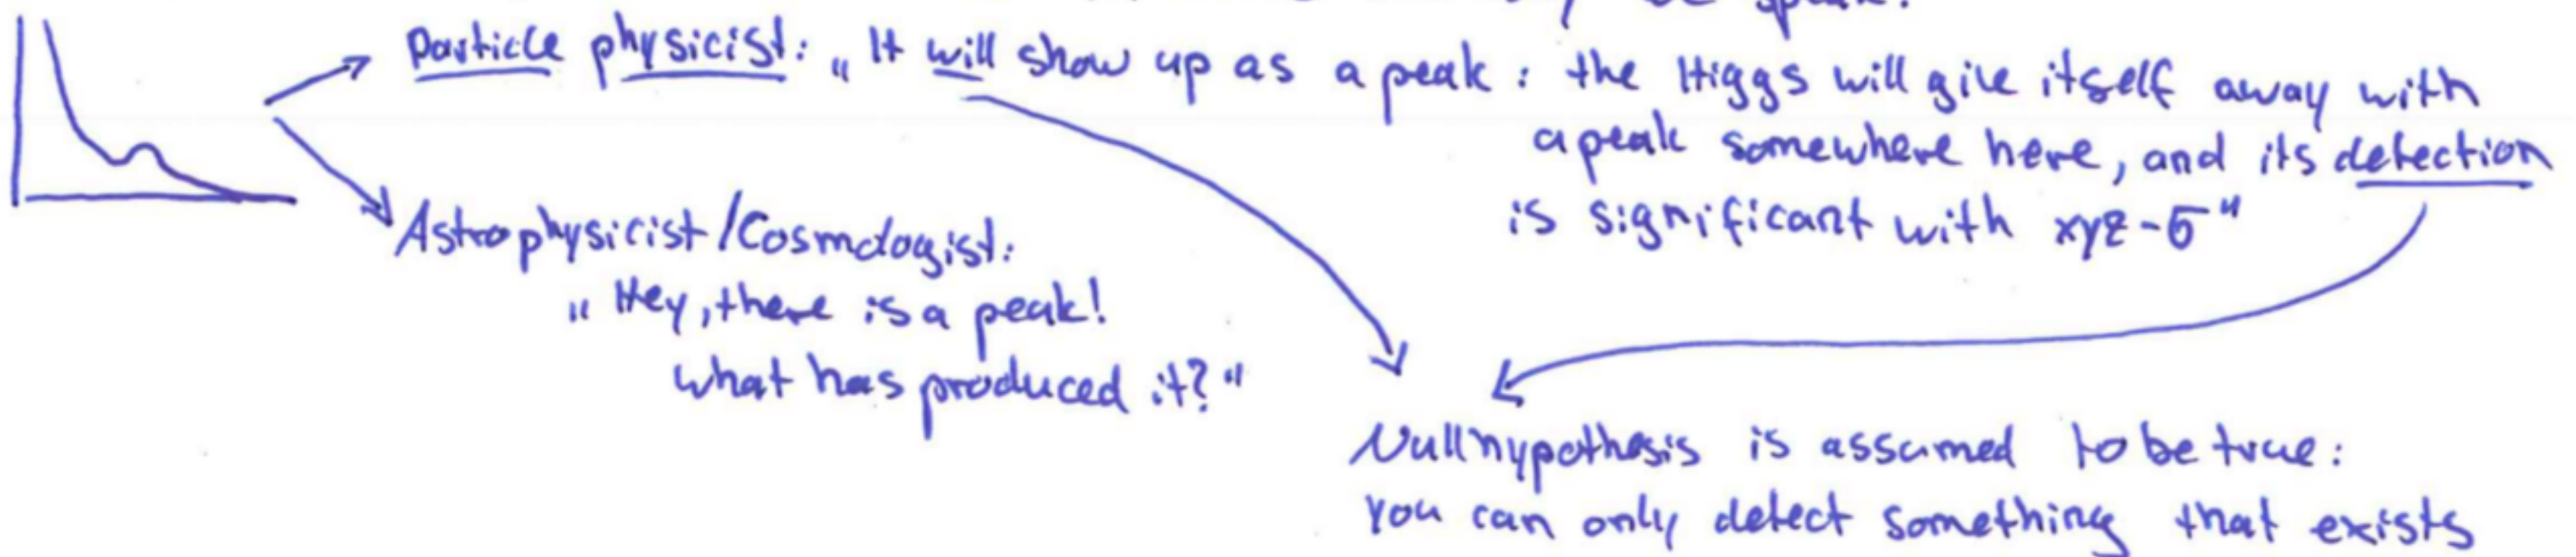 be speak.
Particle physicist: „ It will show up as a peak : the Higgs will give itself away with
a peak somewhere here, and its detection
is significant with xyz-σ"
Astrophysicist/Cosmologist:
„ Hey, there is a peak!
what has produced it?"
Nullhypothesis is assumed to be true:
you can only detect something that exists